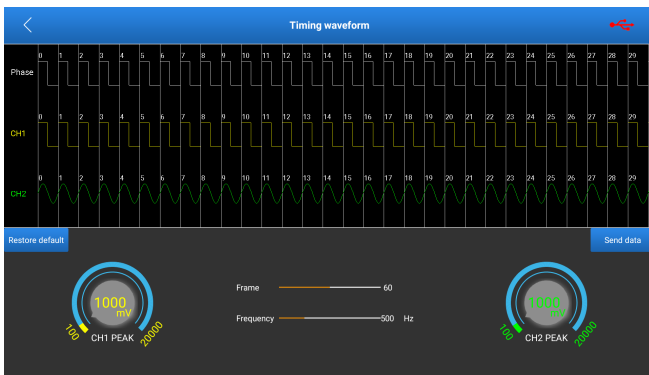 Timing waveform
0 1 2 3 4 5 6 7 8 9 10 11 12 13 14 15 16 17 18 19 20 21 22 23 24 25 26 27 28 29
Phase
0 1 2 3 4 5 6 7 8 9 10 11 12 13 14 15 16 17 18 19 20 21 22 23 24 25 26 27 28 29
CH1
0 1 2 3 4 5 6 7 8 9 10 11 12 13 14 15 16 17 18 19 20 21 22 23 24 25 26 27 28 29
CH2
Restore default Send data
Frame 60
1000 1000
mV mV
Frequency 500 Hz
100 CH1 PEAK 20000 100 CH2 PEAK 20000